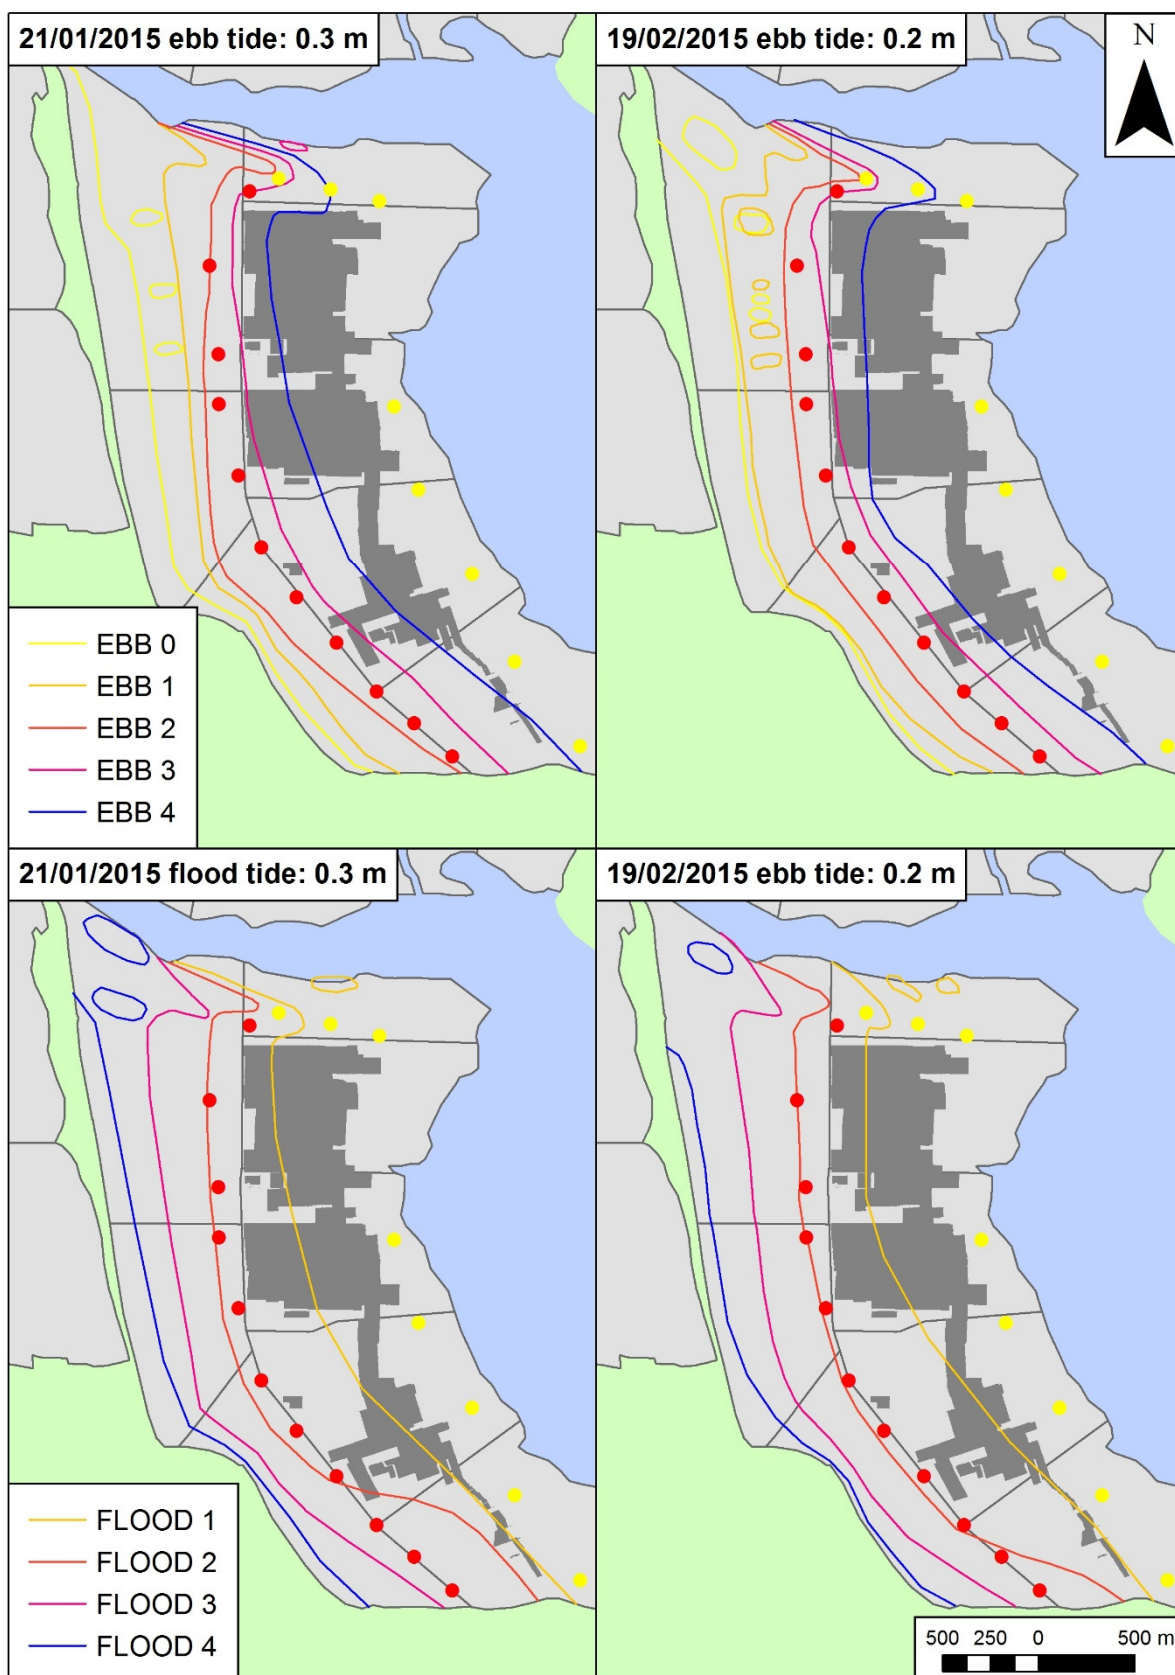 21/01/2015 ebb tide: 0.3 m
19/02/2015 ebb tide: 0.2 m
N
EBB 0
EBB 1
EBB 2
EBB 3
EBB 4
21/01/2015 flood tide: 0.3 m
19/02/2015 ebb tide: 0.2 m
FLOOD 1
FLOOD 2
FLOOD 3
FLOOD 4
500 250 0 500 m